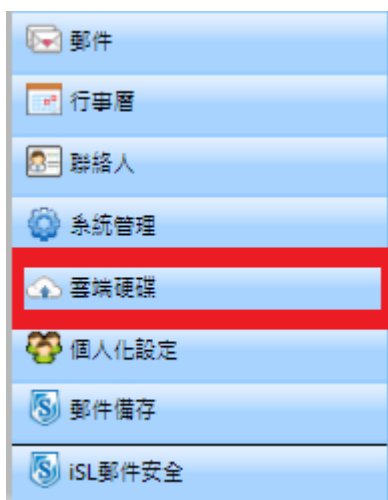 郵件
行事曆
聯絡人
系統管理
雲端硬碟
個人化設定
郵件備存
iSL郵件安全